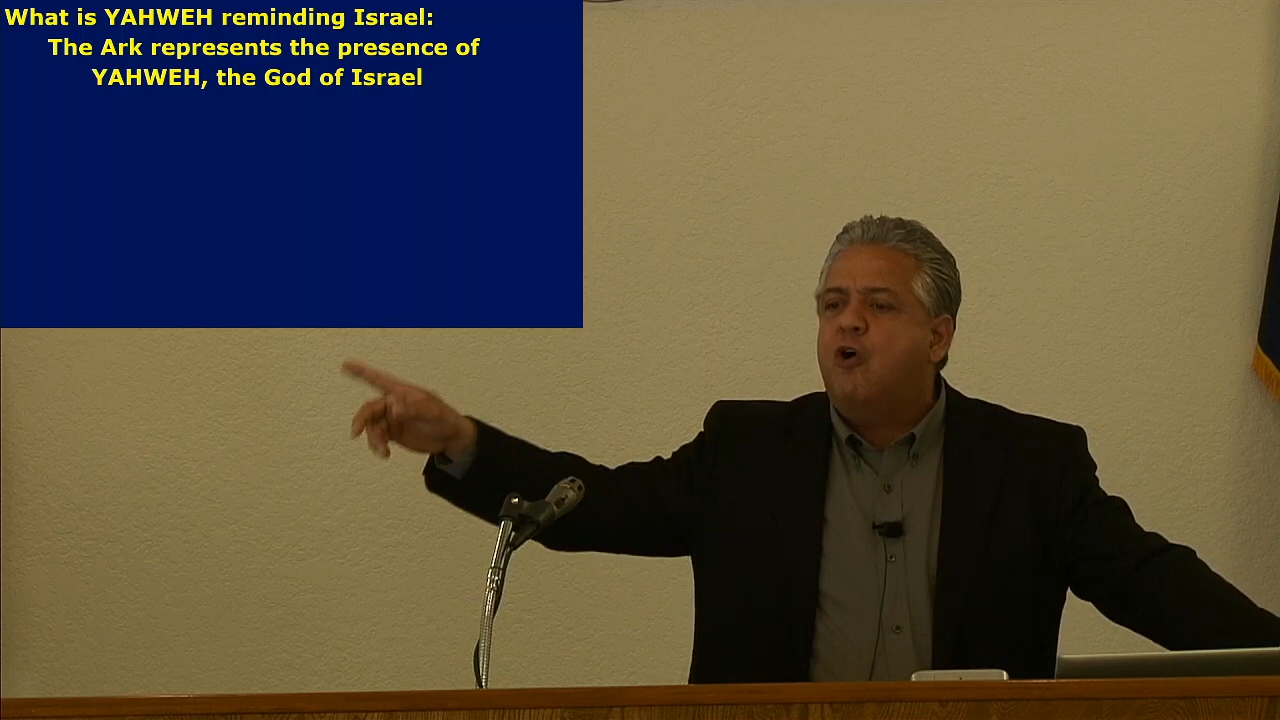 What is YAHWEH reminding Israel:
The Ark represents the presence of
YAHWEH, the God of Israel